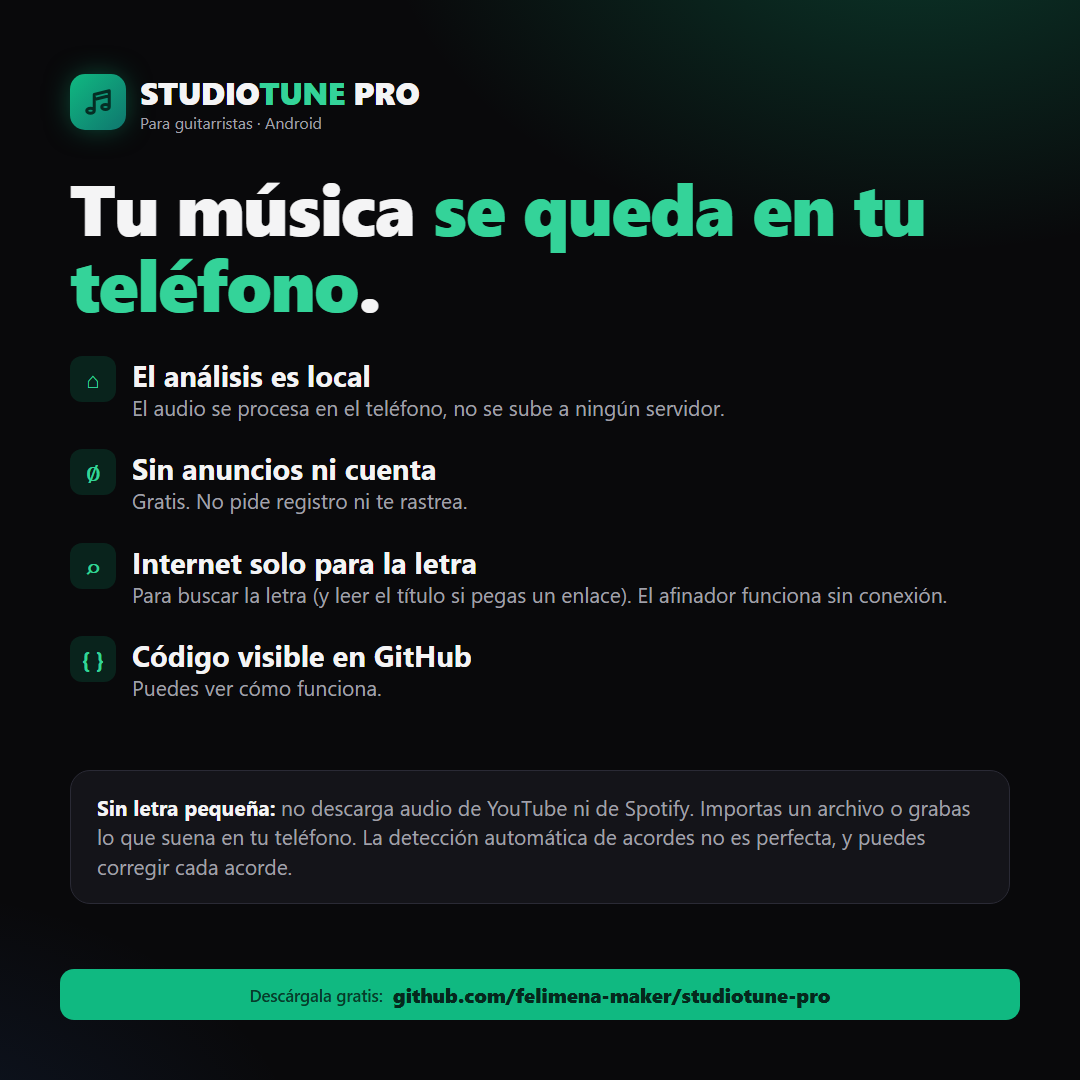 STUDIOTUNE PRO
Para guitarristas · Android
Tu música se queda en tu
teléfono.
El análisis es local
El audio se procesa en el teléfono, no se sube a ningún servidor.
Sin anuncios ni cuenta
Gratis. No pide registro ni te rastrea.
Internet solo para la letra
Para buscar la letra (y leer el título si pegas un enlace). El afinador funciona sin conexión.
{ } Código visible en GitHub
Puedes ver cómo funciona.
Sin letra pequeña: no descarga audio de YouTube ni de Spotify. Importas un archivo o grabas
lo que suena en tu teléfono. La detección automática de acordes no es perfecta, y puedes
corregir cada acorde.
Descárgala gratis: github.com/felimena-maker/studiotune-pro